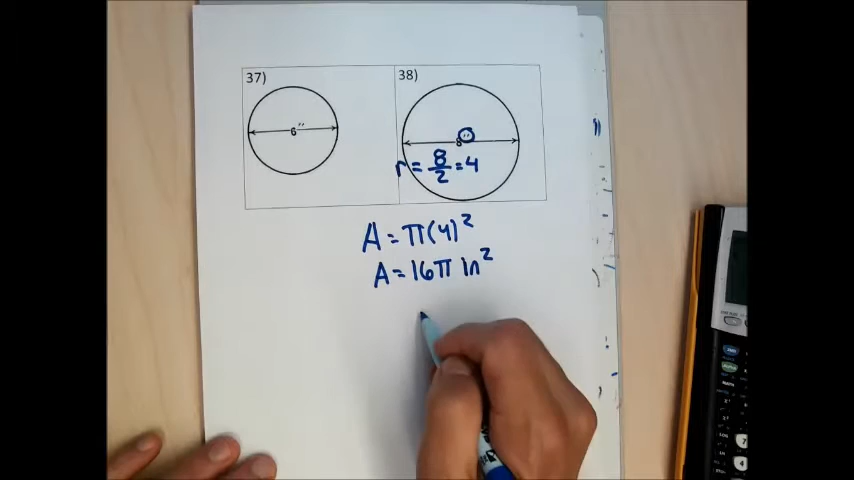 37)
38)
6"
8"
r = 8/2 = 4
A = π(4)²
A = 16π in²